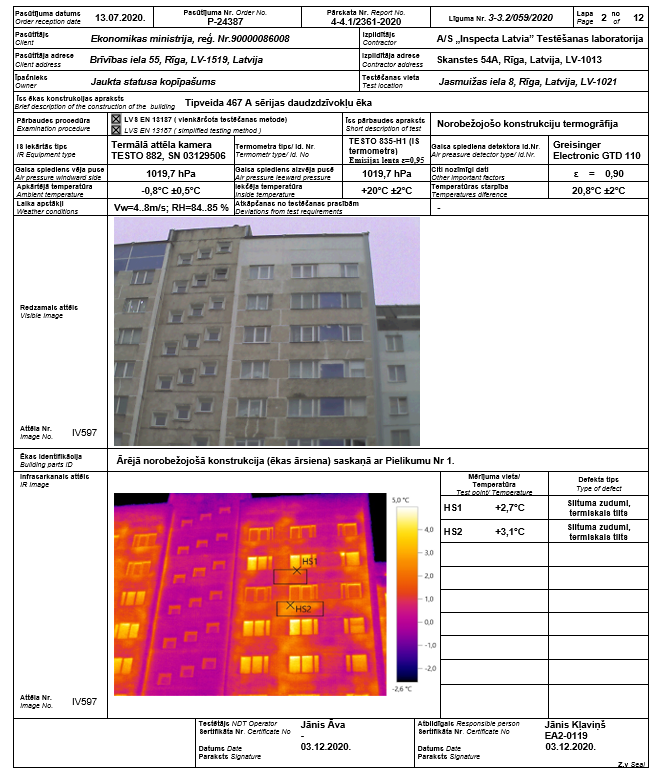 Pasūtījuma datums 13.07.2020. Pasūtījuma Nr. Order No. Pārskata Nr. Report No. Līguma Nr. 3-3.2/059/2020 Lapa 2 no 12
Order reception date P-24387 4-4.1/2361-2020 Page of
Pasūtītājs Ekonomikas ministrija, reģ. Nr.90000086008 Izpildītājs A/S „Inspecta Latvia” Testēšanas laboratorija
Client Contractor
Pasūtītāja adrese Brīvības iela 55, Rīga, LV-1519, Latvija Izpildītāja adrese Skanstes 54A, Rīga, Latvija, LV-1013
Client address Contractor address
Īpašnieks Jaukta statusa kopīpašums Testēšanas vieta Jasmuižas iela 8, Rīga, Latvija, LV-1021
Owner Test location
Īss ēkas konstrukcijas apraksts Tipveida 467 A sērijas daudzdzīvokļu ēka
Brief description of the construction of the building
Pārbaudes procedūra LVS EN 13187 ( vienkāršots testēšanas metode) Īss pārbaudes apraksts Norobežojošo konstrukciju termogrāfija
Examination procedure LVS EN 13187 ( simplified testing method ) Short description of test
IS iekārtās tips Termālā attēla kamera Termometra tips/ id. Nr. TESTO 835-H1 (IS termometrs) Gaisa spiediena detektora id.Nr. Greisinger
IR Equipment type TESTO 882, SN 03129506 Termometr type/ id. No Emisijas lenta ε=0,95 Air preasure detector type/ id.Nr. Electronic GTD 110
Gaisa spiediens vēja puse 1019,7 hPa Gaisa spiediens aizvēja pusē 1019,7 hPa Citi nozīmīgi dati ε = 0,90
Air pressure windward side Air pressure leeward pressure Other important factors
Apkārtējā temperatūra -0,8°C ±0,5°C Iekšējā temperatūra +20°C ±2°C Temperatūras starpība 20,8°C ±2°C
Ambient temperature Inside temperature Temperatures diference
Laika apstākļi Vw=4..8m/s; RH=84..85 % Atkāpšanas no testēšanas prasībām -
Weather conditions Deviations from test requirements
Redzamais attēls
Visible image
Attēla Nr. IV597
Image No.
Ēkas identifikācija Ārējā norobežojošā konstrukcija (ēkas ārsiena) saskaņā ar Pielikumu Nr 1.
Building parts ID
Infrasarkanais attēls
IR image
Mērījuma vieta/ Temperatūra Defekta tips
Test point/ Temperature Type of defect
HS1 +2,7°C Siltuma zudumi, termiskais tilts
HS2 +3,1°C Siltuma zudumi, termiskais tilts
5,0 °C
4,0
3,0
2,0
1,0
0,0
-1,0
-2,0
-2,6 °C
HS1
HS2
Attēla Nr. IV597
Image No.
Testētājs NDT Operator Jānis Āva Atbildīgais Responsible person Jānis Kļaviņš
Sertifikāta Nr. Certificate No - Sertifikāta Nr. Certificate No EA2-0119
Datums Date 03.12.2020. Datums Date 03.12.2020.
Paraksts Signature Paraksts Signature
Z.v Seal